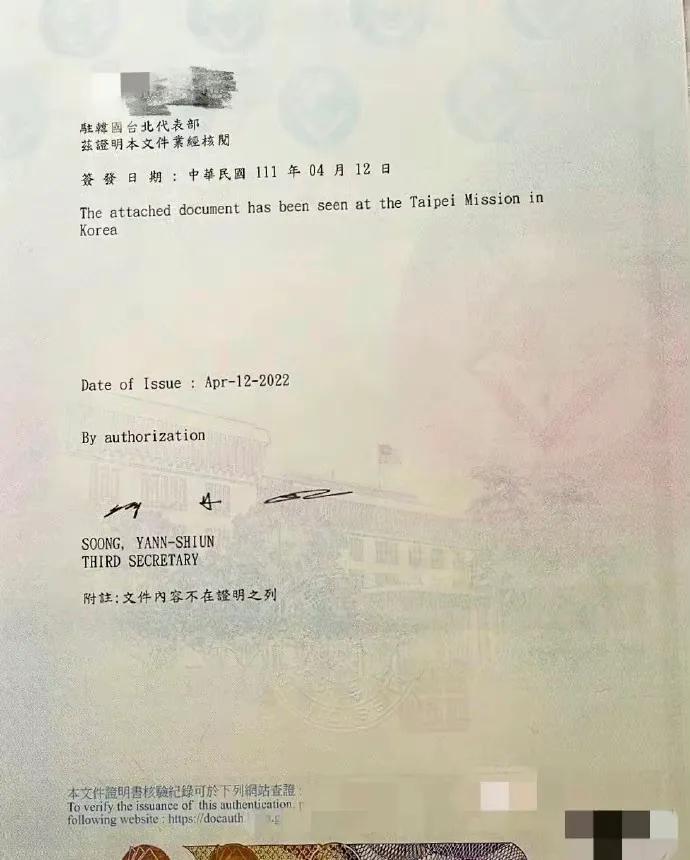 駐韓國台北代表部
茲證明本文件業經核閱
簽發日期：中華民國 111 年 04 月 12 日
The attached document has been seen at the Taipei Mission in
Korea
Date of Issue : Apr-12-2022
By authorization
SOONG, YANN-SHIUN
THIRD SECRETARY
附註:文件內容不在證明之列
本文件證明書核驗紀錄可於下列網站查證
To verify the issuance of this authentication,
following website : https://docauth